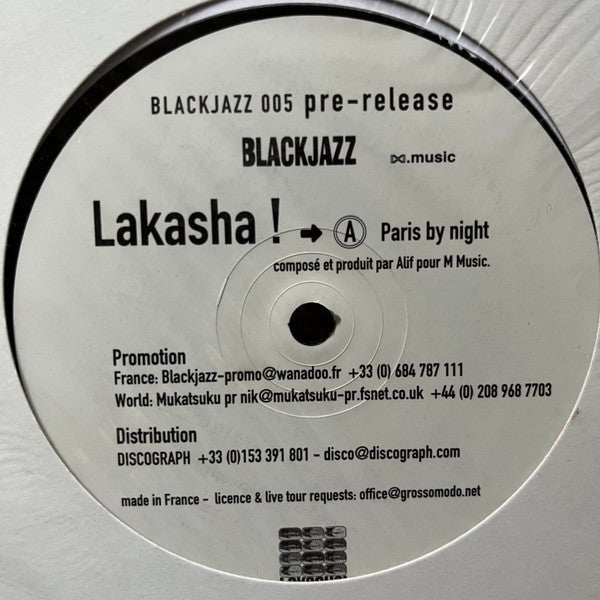 BLACKJAZZ 005 pre-release
BLACKJAZZ ⋈.music
Lakasha ! ➡ Ⓐ Paris by night
composé et produit par Alif pour M Music.
Promotion
France: Blackjazz-promo@wanadoo.fr +33 (0) 684 787 111
World: Mukatsuku pr nik@mukatsuku-pr.fsnet.co.uk +44 (0) 208 968 7703
Distribution
DISCOGRAPH +33 (0)153 391 801 - disco@discograph.com
made in France - licence & live tour requests: office@grossomodo.net